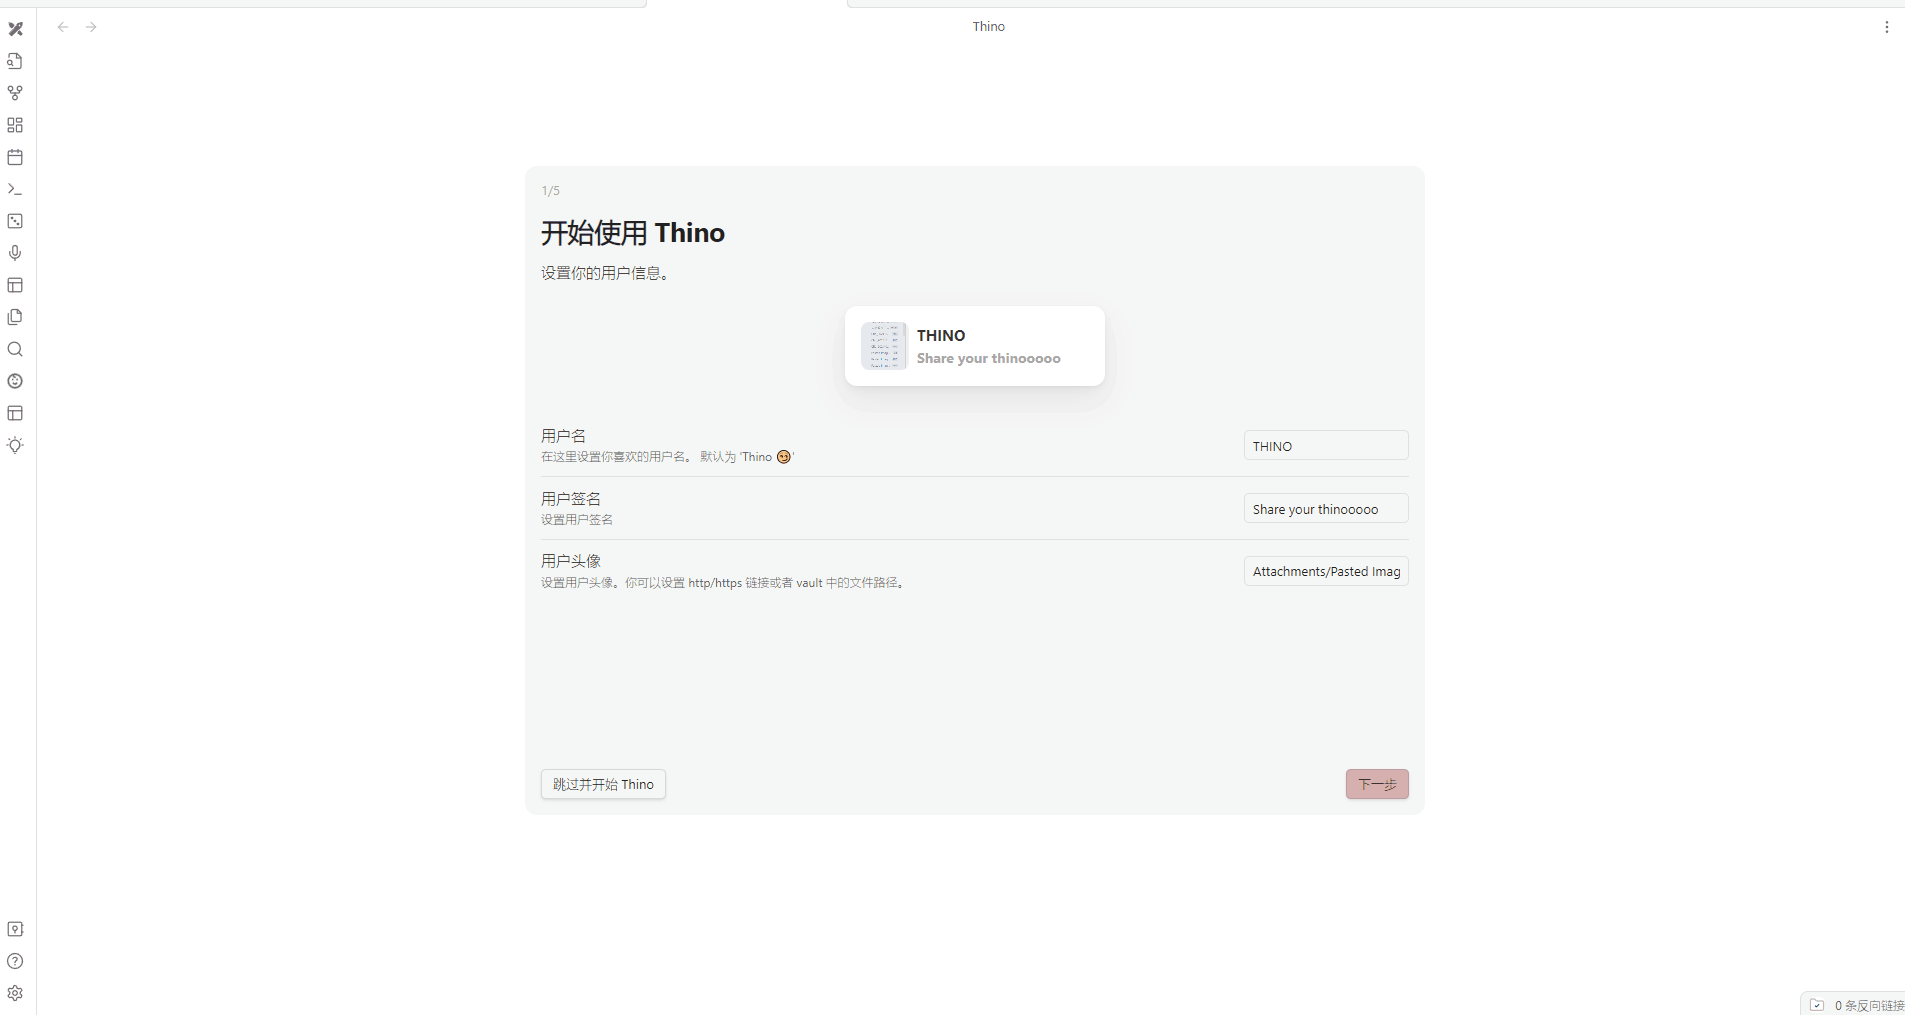 Thino
1/5
开始使用 Thino
设置你的用户信息。
THINO
Share your thinooooo
用户名
在这里设置你喜欢的用户名。 默认为 'Thino 😊'
THINO
用户签名
设置用户签名
Share your thinooooo
用户头像
设置用户头像。你可以设置 http/https 链接或者 vault 中的文件路径。
Attachments/Pasted Imag
跳过并开始 Thino
下一步
0 条反向链接